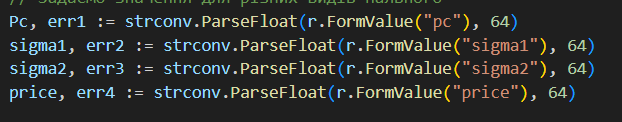 // Задаємо значення для різних видів пального
Pc, err1 := strconv.ParseFloat(r.FormValue("pc"), 64)
sigma1, err2 := strconv.ParseFloat(r.FormValue("sigma1"), 64)
sigma2, err3 := strconv.ParseFloat(r.FormValue("sigma2"), 64)
price, err4 := strconv.ParseFloat(r.FormValue("price"), 64)